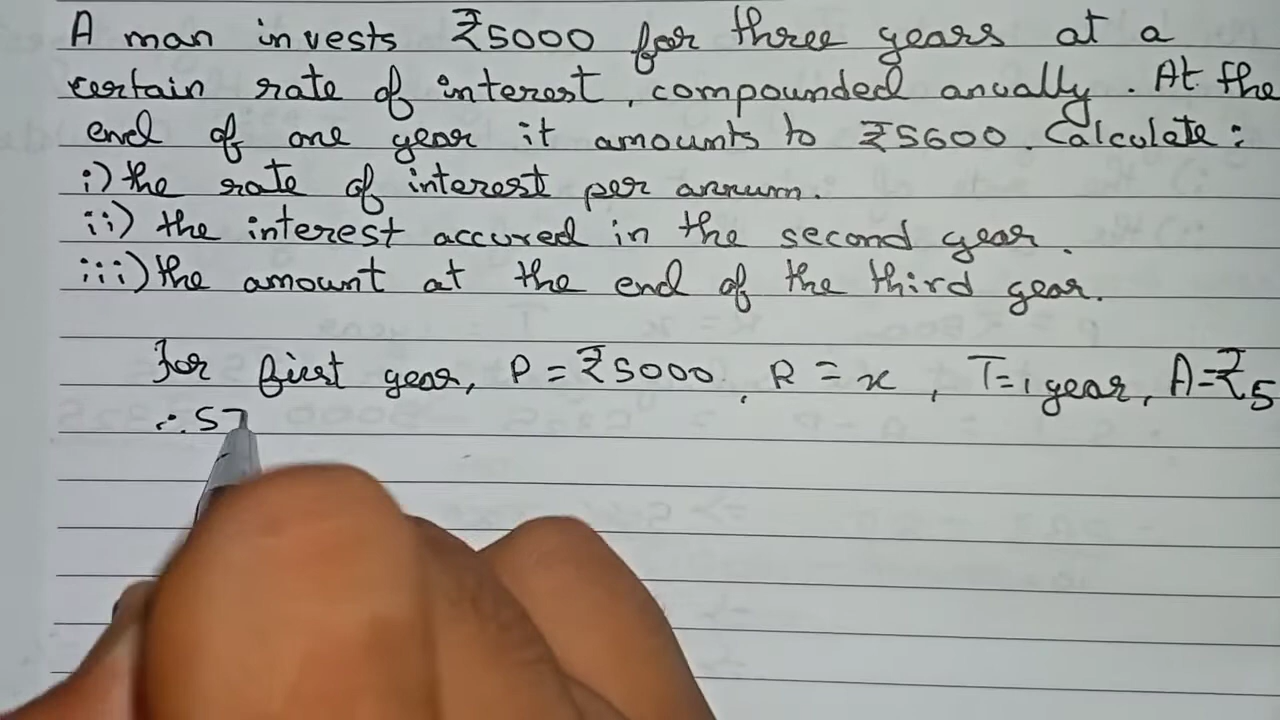 A man invests ₹5000 for three years at a
certain rate of interest, compounded anually. At the
end of one year it amounts to ₹5600. Calculate:
i) the rate of interest per annum.
ii) the interest accured in the second year.
iii) the amount at the end of the third year.
For first year, P = ₹5000, R = x, T=1 year, A=₹5
∴ S